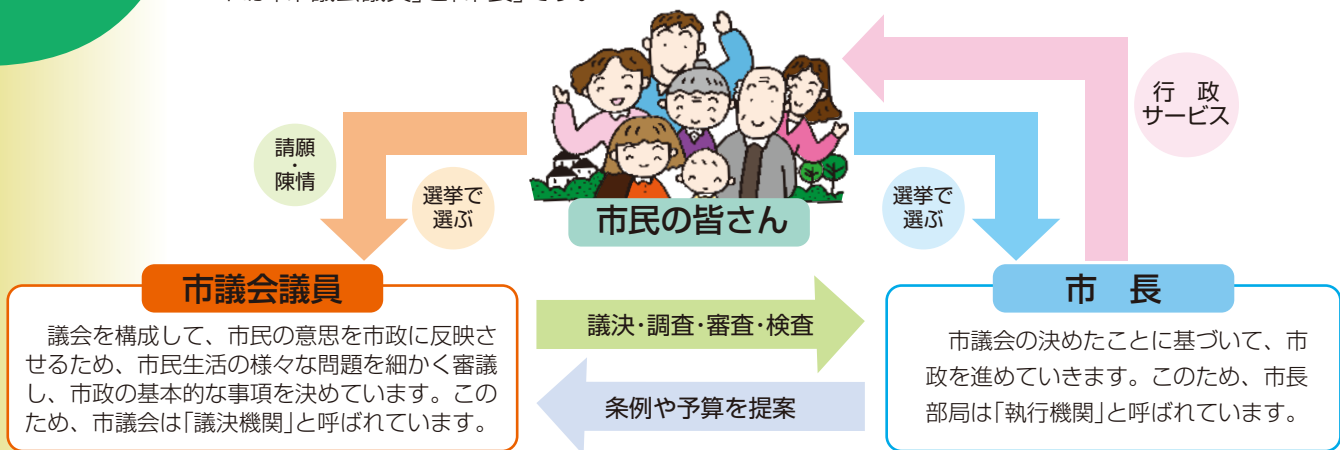 行 政
サービス
請願
・
陳情
選挙で
選ぶ
選挙で
選ぶ
市民の皆さん
市議会議員
議会を構成して、市民の意思を市政に反映さ
せるため、市民生活の様々な問題を細かく審議
し、市政の基本的な事項を決めています。この
ため、市議会は「議決機関」と呼ばれています。
議決・調査・審査・検査
条例や予算を提案
市 長
市議会の決めたことに基づいて、市
政を進めていきます。このため、市長
部局は「執行機関」と呼ばれています。